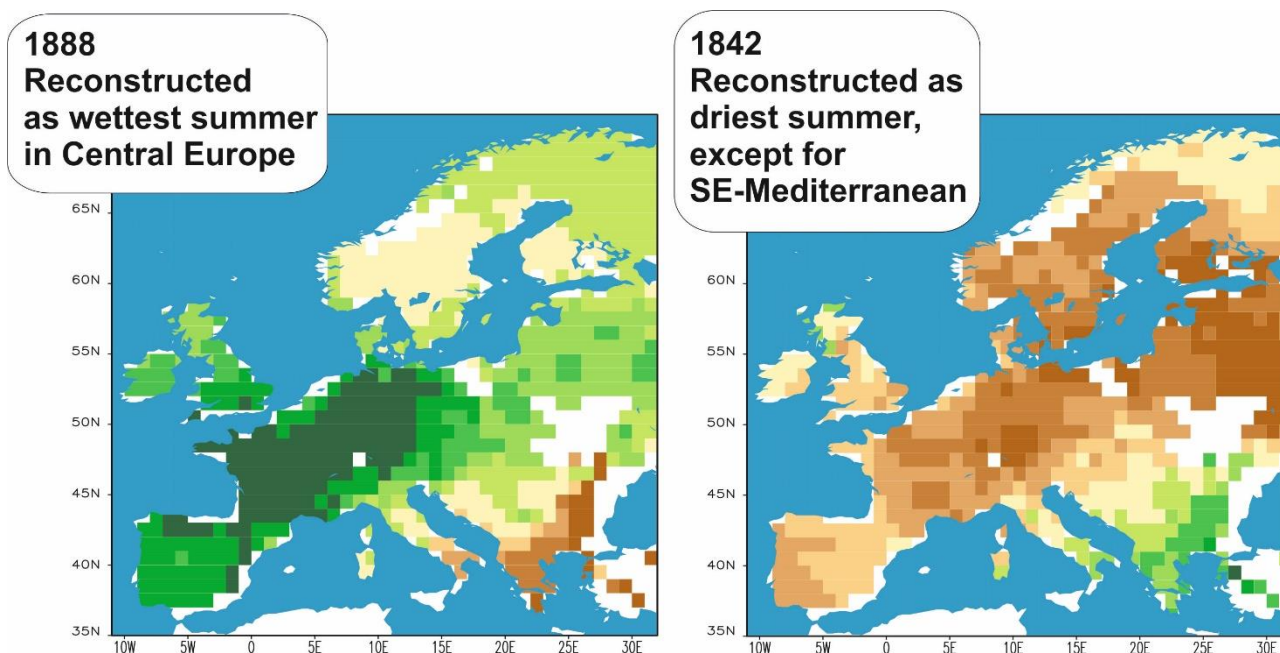 1888
Reconstructed
as wettest summer
in Central Europe
65N
60N
55N
50N
45N
40N
35N
10W 5W 0 5E 10E 15E 20E 25E 30E
1842
Reconstructed as
driest summer,
except for
SE-Mediterranean
65N
60N
55N
50N
45N
40N
35N
10W 5W 0 5E 10E 15E 20E 25E 30E